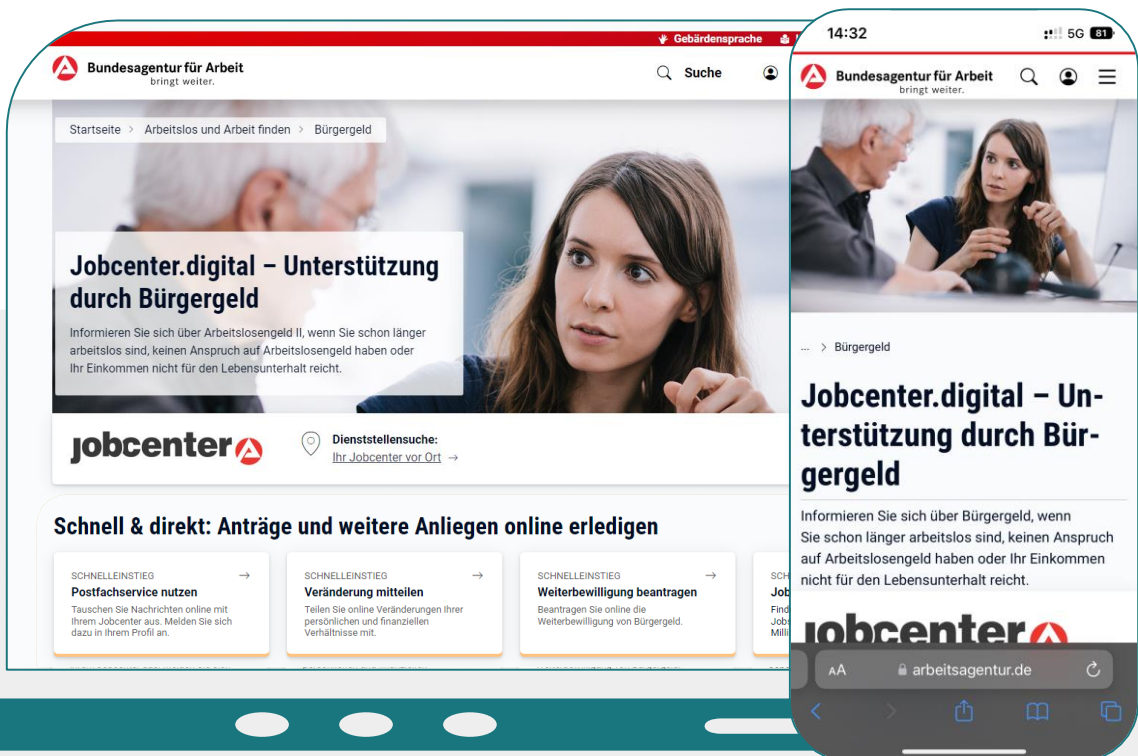 Gebärdensprache
Bundesagentur für Arbeit
bringt weiter.
Suche
Startseite > Arbeitslos und Arbeit finden > Bürgergeld
Jobcenter.digital – Unterstützung
durch Bürgergeld
Informieren Sie sich über Arbeitslosengeld II, wenn Sie schon länger
arbeitslos sind, keinen Anspruch auf Arbeitslosengeld haben oder
Ihr Einkommen nicht für den Lebensunterhalt reicht.
jobcenter
Dienststellensuche:
Ihr Jobcenter vor Ort →
Schnell & direkt: Anträge und weitere Anliegen online erledigen
SCHNELLEINSTIEG →
Postfachservice nutzen
Tauschen Sie Nachrichten online mit
Ihrem Jobcenter aus. Melden Sie sich
dazu in Ihrem Profil an.
SCHNELLEINSTIEG →
Veränderung mitteilen
Teilen Sie online Veränderungen Ihrer
persönlichen und finanziellen
Verhältnisse mit.
SCHNELLEINSTIEG →
Weiterbewilligung beantragen
Beantragen Sie online die
Weiterbewilligung von Bürgergeld.
SCH
Job
Find
Jobs
Milli
14:32
5G 81
Bundesagentur für Arbeit
bringt weiter.
... > Bürgergeld
Jobcenter.digital – Un-
terstützung durch Bür-
gergeld
Informieren Sie sich über Bürgergeld, wenn
Sie schon länger arbeitslos sind, keinen Anspruch
auf Arbeitslosengeld haben oder Ihr Einkommen
nicht für den Lebensunterhalt reicht.
jobcenter
AA
arbeitsagentur.de